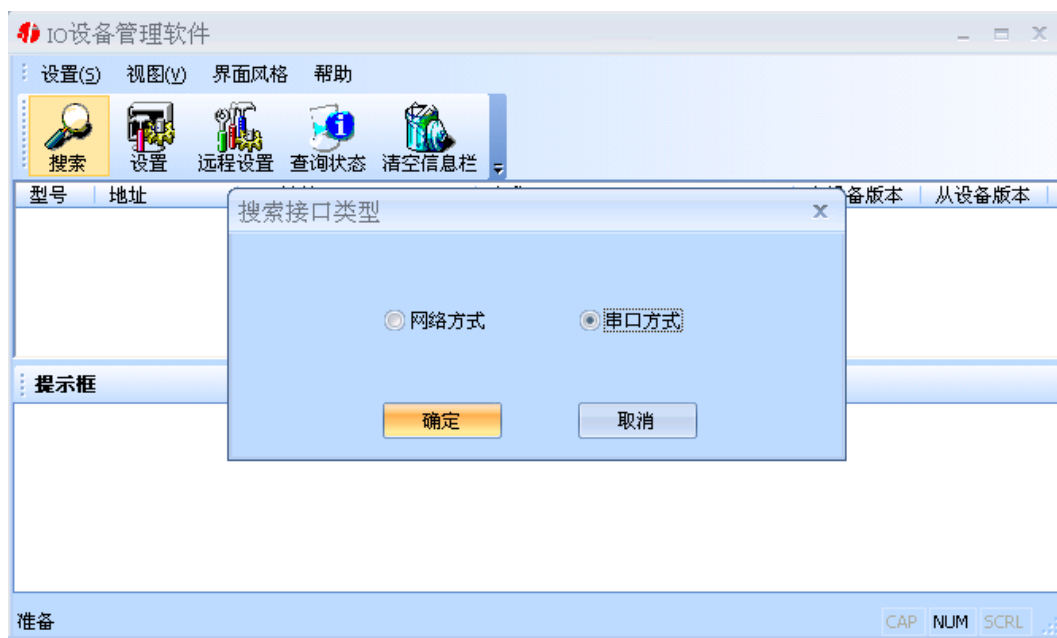 IO设备管理软件
设置(S) 视图(V) 界面风格 帮助
搜索 设置 远程设置 查询状态 清空信息栏
型号 地址 备版本 从设备版本
搜索接口类型
网络方式 串口方式
提示框
确定 取消
准备 CAP NUM SCRL